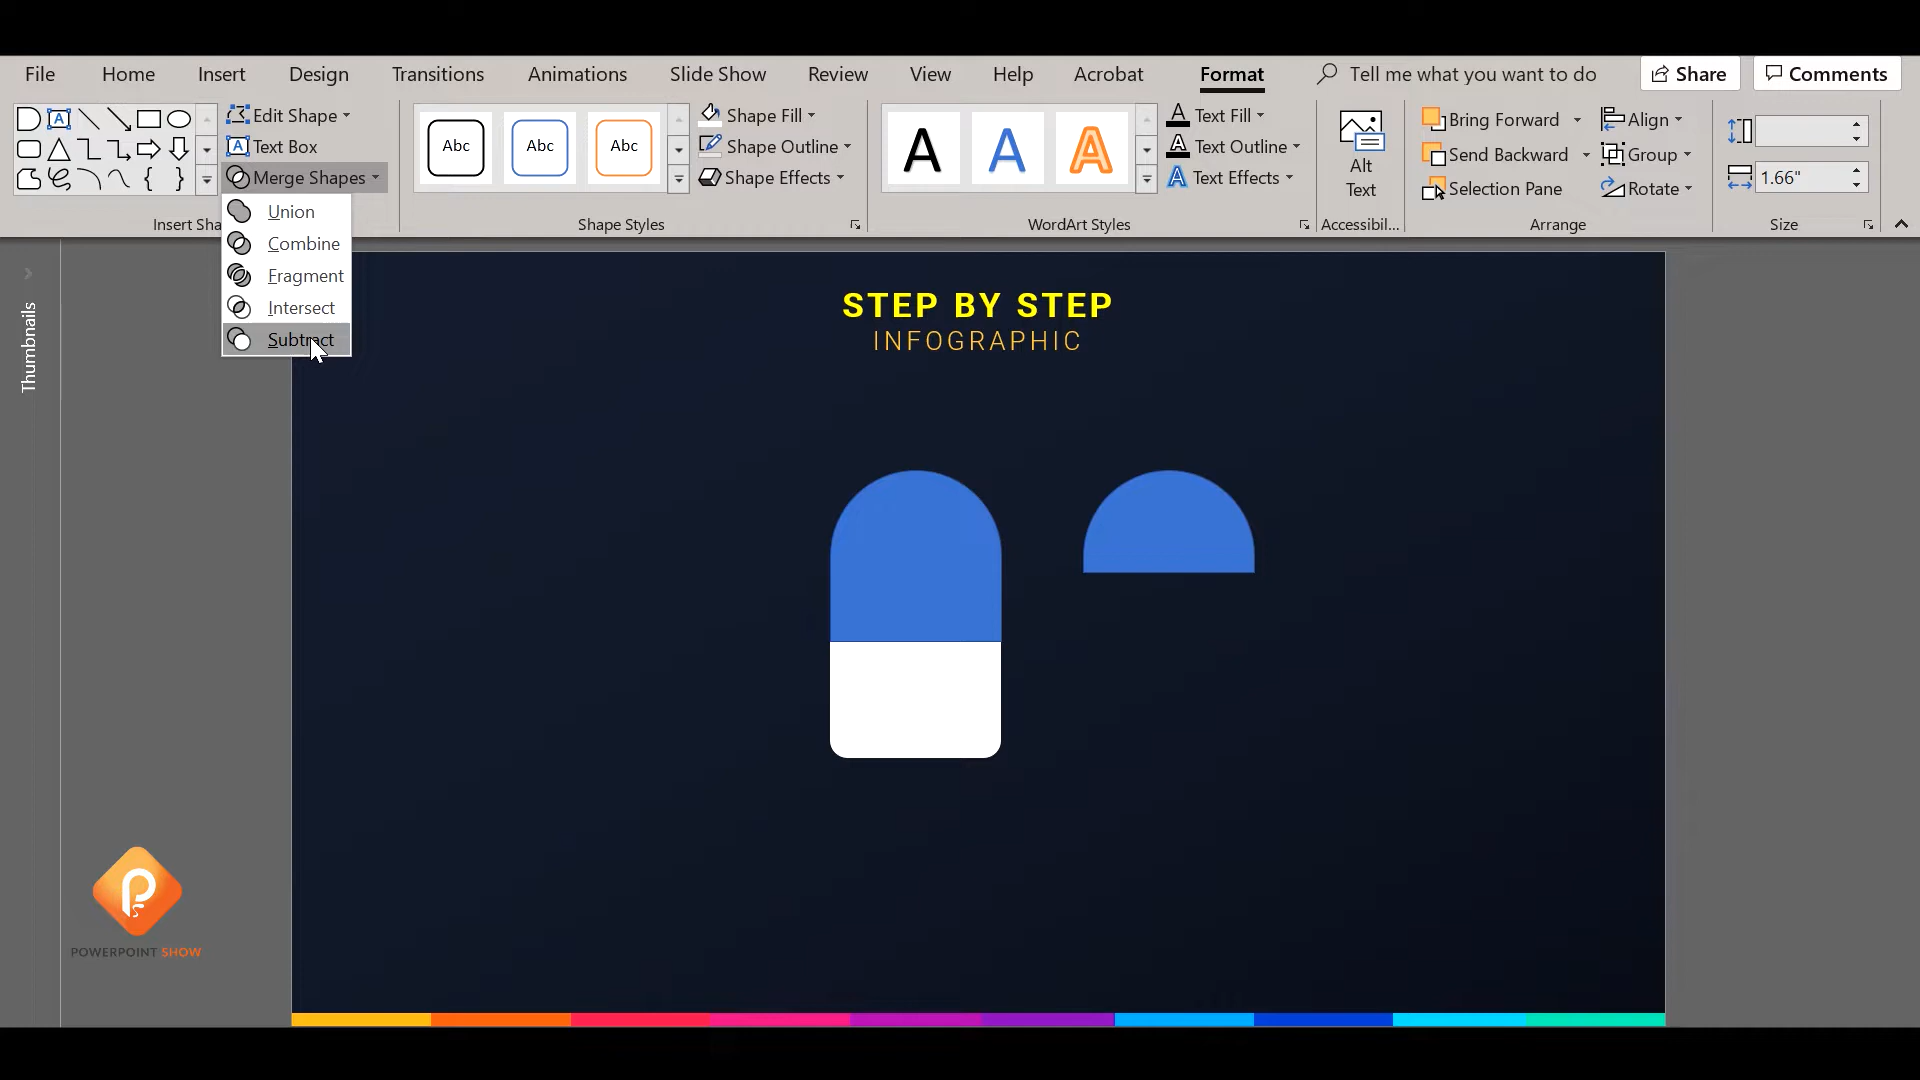 File Home Insert Design Transitions Animations Slide Show Review View Help Acrobat Format Tell me what you want to do Share Comments
Edit Shape
Text Box
Merge Shapes
Insert Sha
Union
Combine
Fragment
Intersect
Subtract
Abc Abc Abc
Shape Fill
Shape Outline
Shape Effects
Shape Styles
A A A
Text Fill
Text Outline
Text Effects
WordArt Styles
Alt
Text
Accessibil...
Bring Forward
Send Backward
Selection Pane
Align
Group
Rotate
Arrange
1.66"
Size
Thumbnails
STEP BY STEP
INFOGRAPHIC
POWERPOINT SHOW